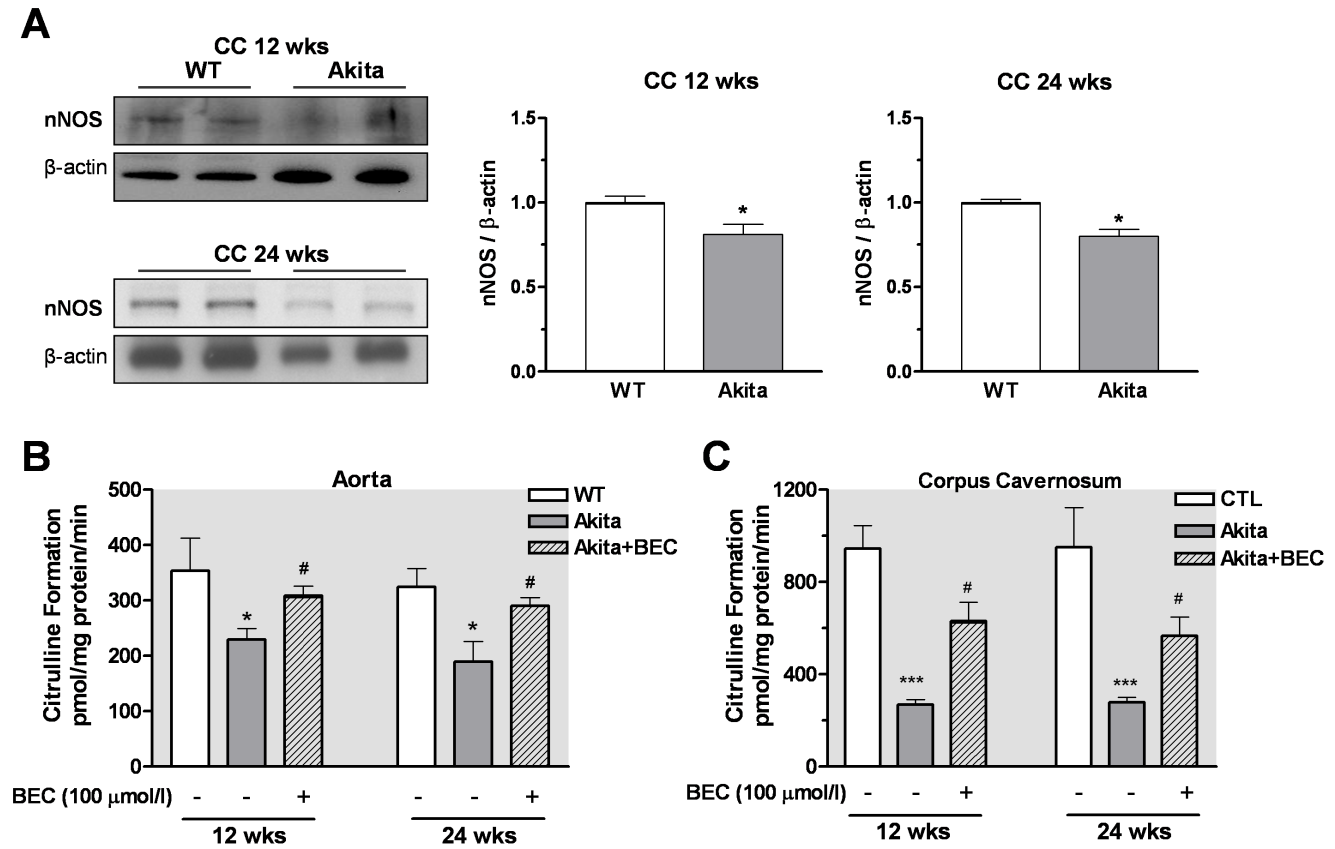 A
CC 12 wks
WT Akita
nNOS
β-actin
CC 24 wks
nNOS
β-actin
CC 12 wks
nNOS / β-actin
1.5
1.0
0.5
0.0
*
WT Akita
CC 24 wks
nNOS / β-actin
1.5
1.0
0.5
0.0
*
WT Akita
B
Aorta
Citrulline Formation
pmol/mg protein/min
500
400
300
200
100
0
WT
Akita
Akita+BEC
* # * #
BEC (100 μmol/l) - - + - - +
12 wks 24 wks
C
Corpus Cavernosum
Citrulline Formation
pmol/mg protein/min
1200
800
400
0
CTL
Akita
Akita+BEC
*** # *** #
BEC (100 μmol/l) - - + - - +
12 wks 24 wks